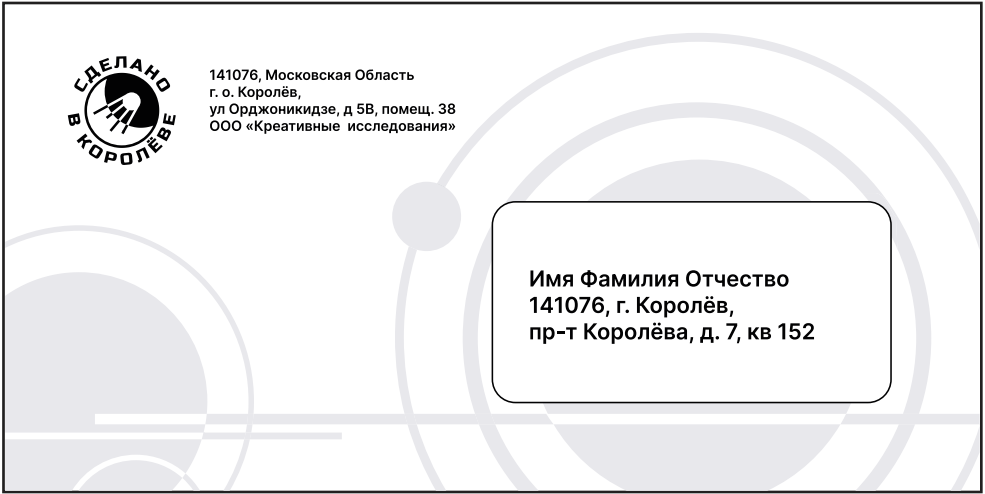 СДЕЛАНО
В КОРОЛЁВЕ
141076, Московская Область
г. о. Королёв,
ул Орджоникидзе, д 5В, помещ. 38
ООО «Креативные исследования»
Имя Фамилия Отчество
141076, г. Королёв,
пр-т Королёва, д. 7, кв 152